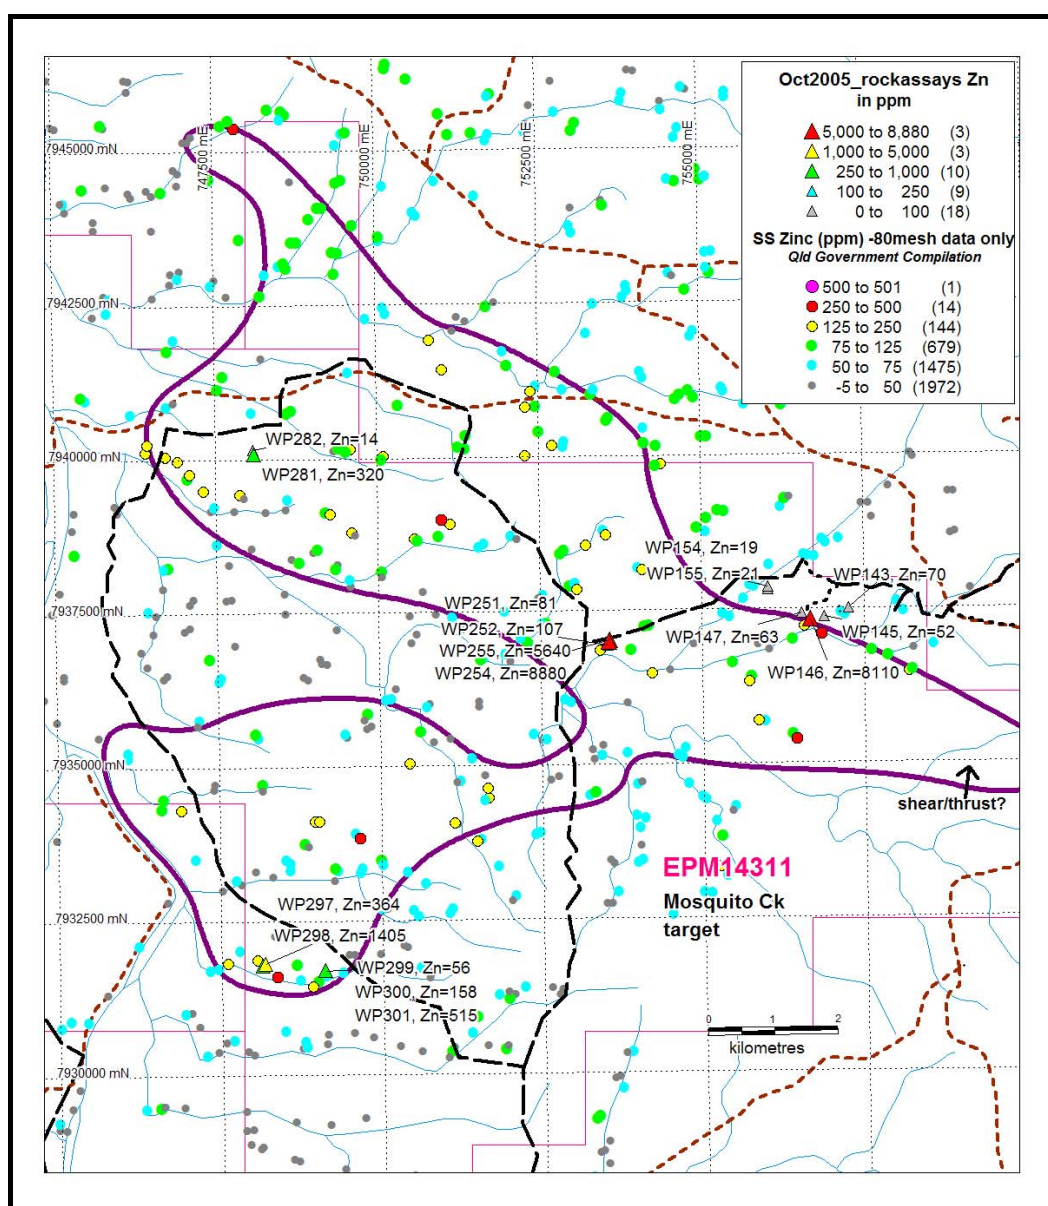 Oct2005_rockassays Zn
in ppm
5,000 to 8,880 (3)
1,000 to 5,000 (3)
250 to 1,000 (10)
100 to 250 (9)
0 to 100 (18)
SS Zinc (ppm) -80mesh data only
Qld Government Compilation
500 to 501 (1)
250 to 500 (14)
125 to 250 (144)
75 to 125 (679)
50 to 75 (1475)
-5 to 50 (1972)
747500 mE
750000 mE
752500 mE
755000 mE
7945000 mN
7942500 mN
WP282, Zn=14
7940000 mN
WP281, Zn=320
WP154, Zn=19
WP155, Zn=21
WP143, Zn=70
WP251, Zn=81
7937500 mN
WP252, Zn=107
WP147, Zn=63
WP145, Zn=52
WP255, Zn=5640
WP254, Zn=8880
WP146, Zn=8110
7935000 mN
shear/thrust?
EPM14311
Mosquito Ck
target
WP297, Zn=364
7932500 mN
WP298, Zn=1405
WP299, Zn=56
WP300, Zn=158
WP301, Zn=515
0 1 2
kilometres
7930000 mN